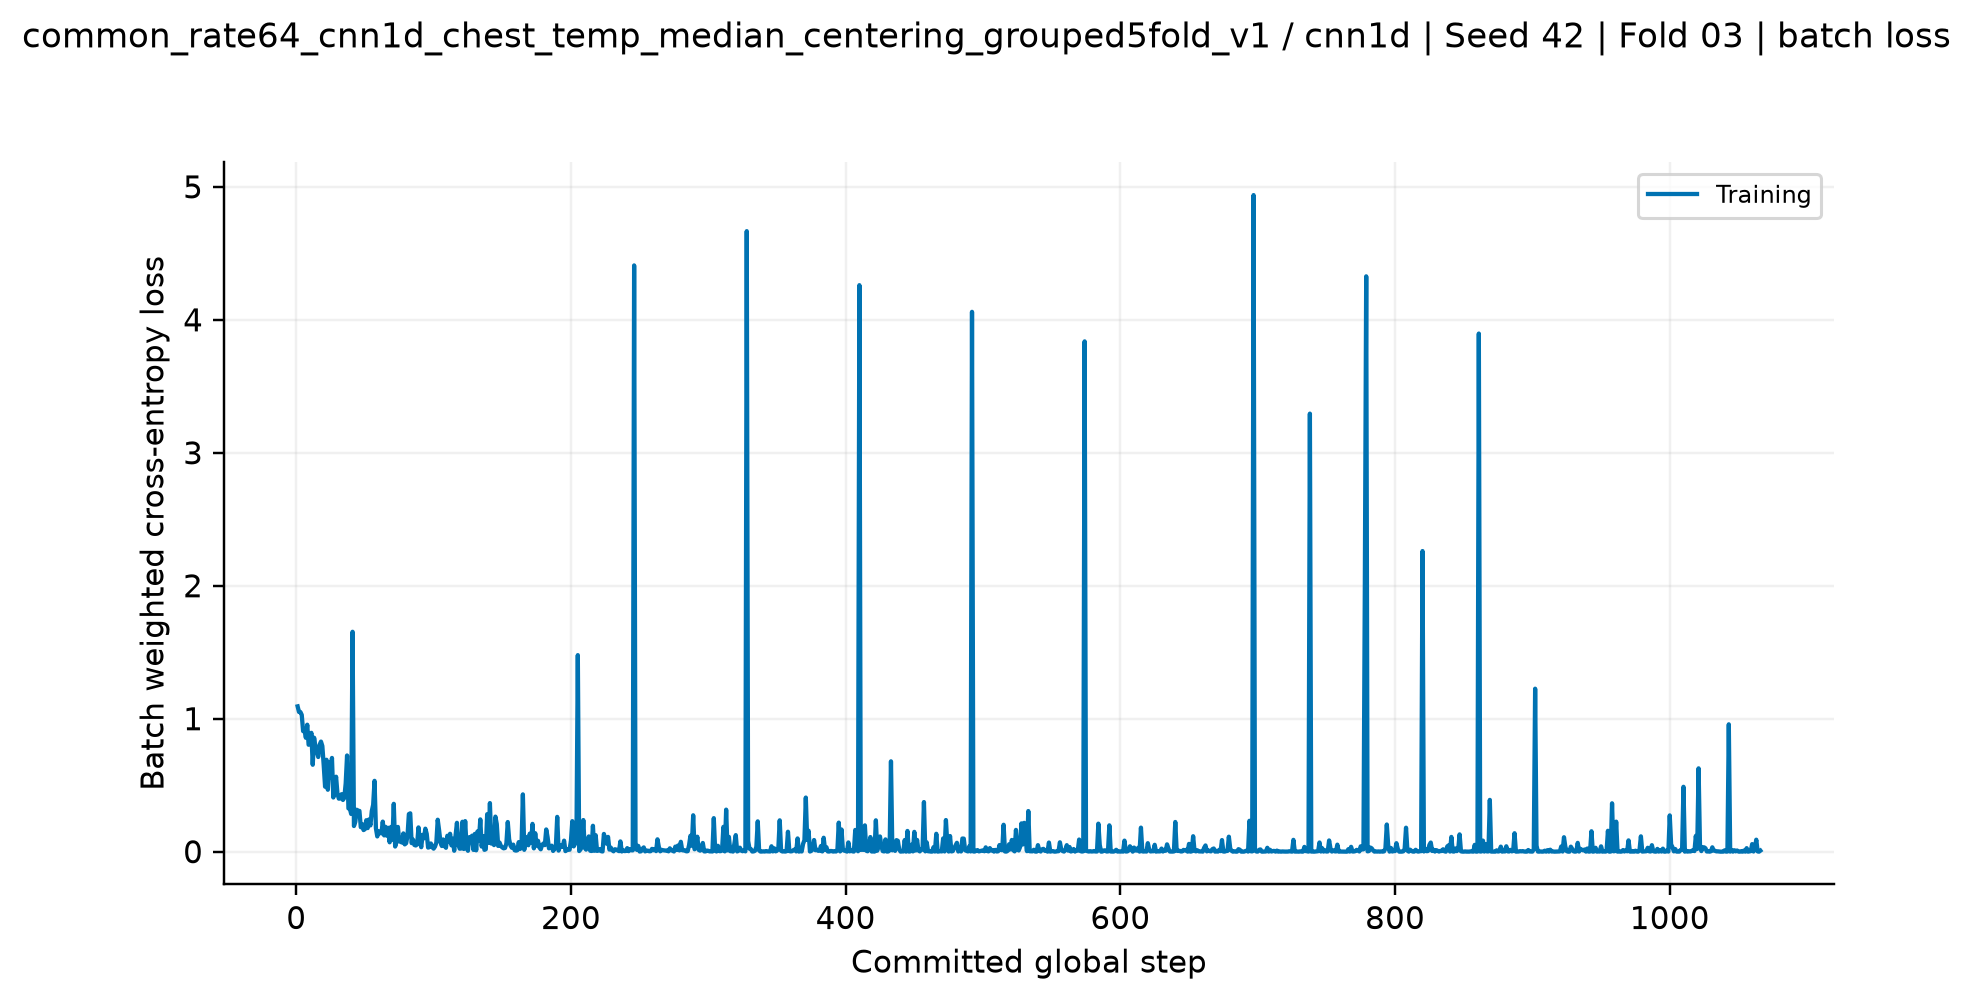 common_rate64_cnn1d_chest_temp_median_centering_grouped5fold_v1 / cnn1d | Seed 42 | Fold 03 | batch loss
Training
Batch weighted cross-entropy loss
5
4
3
2
1
0
0 200 400 600 800 1000
Committed global step